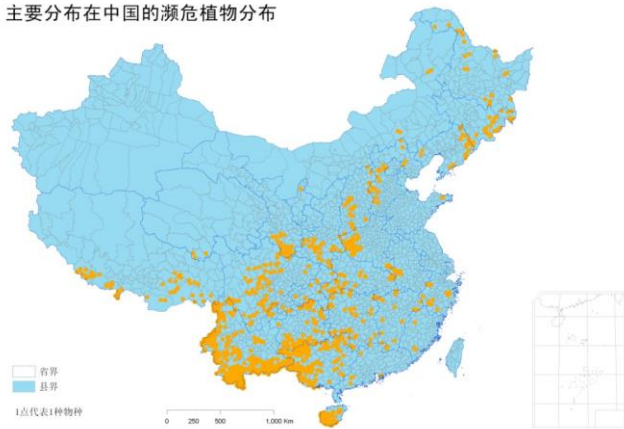 主要分布在中国的濒危植物分布
省界
县界
1点代表1种物种
0 250 500 1,000 Km